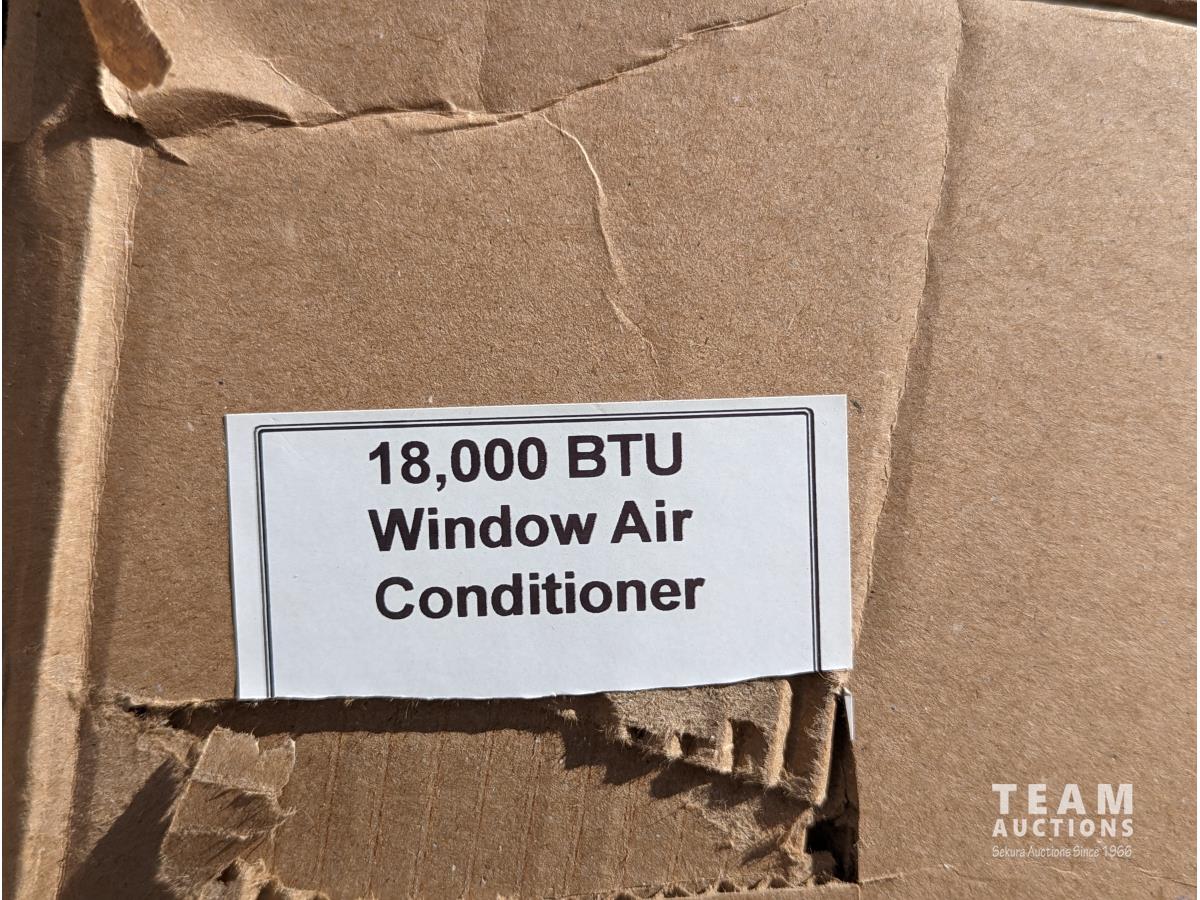 18,000 BTU
Window Air
Conditioner
TEAM
AUCTIONS
Sekura Auctions Since 1966